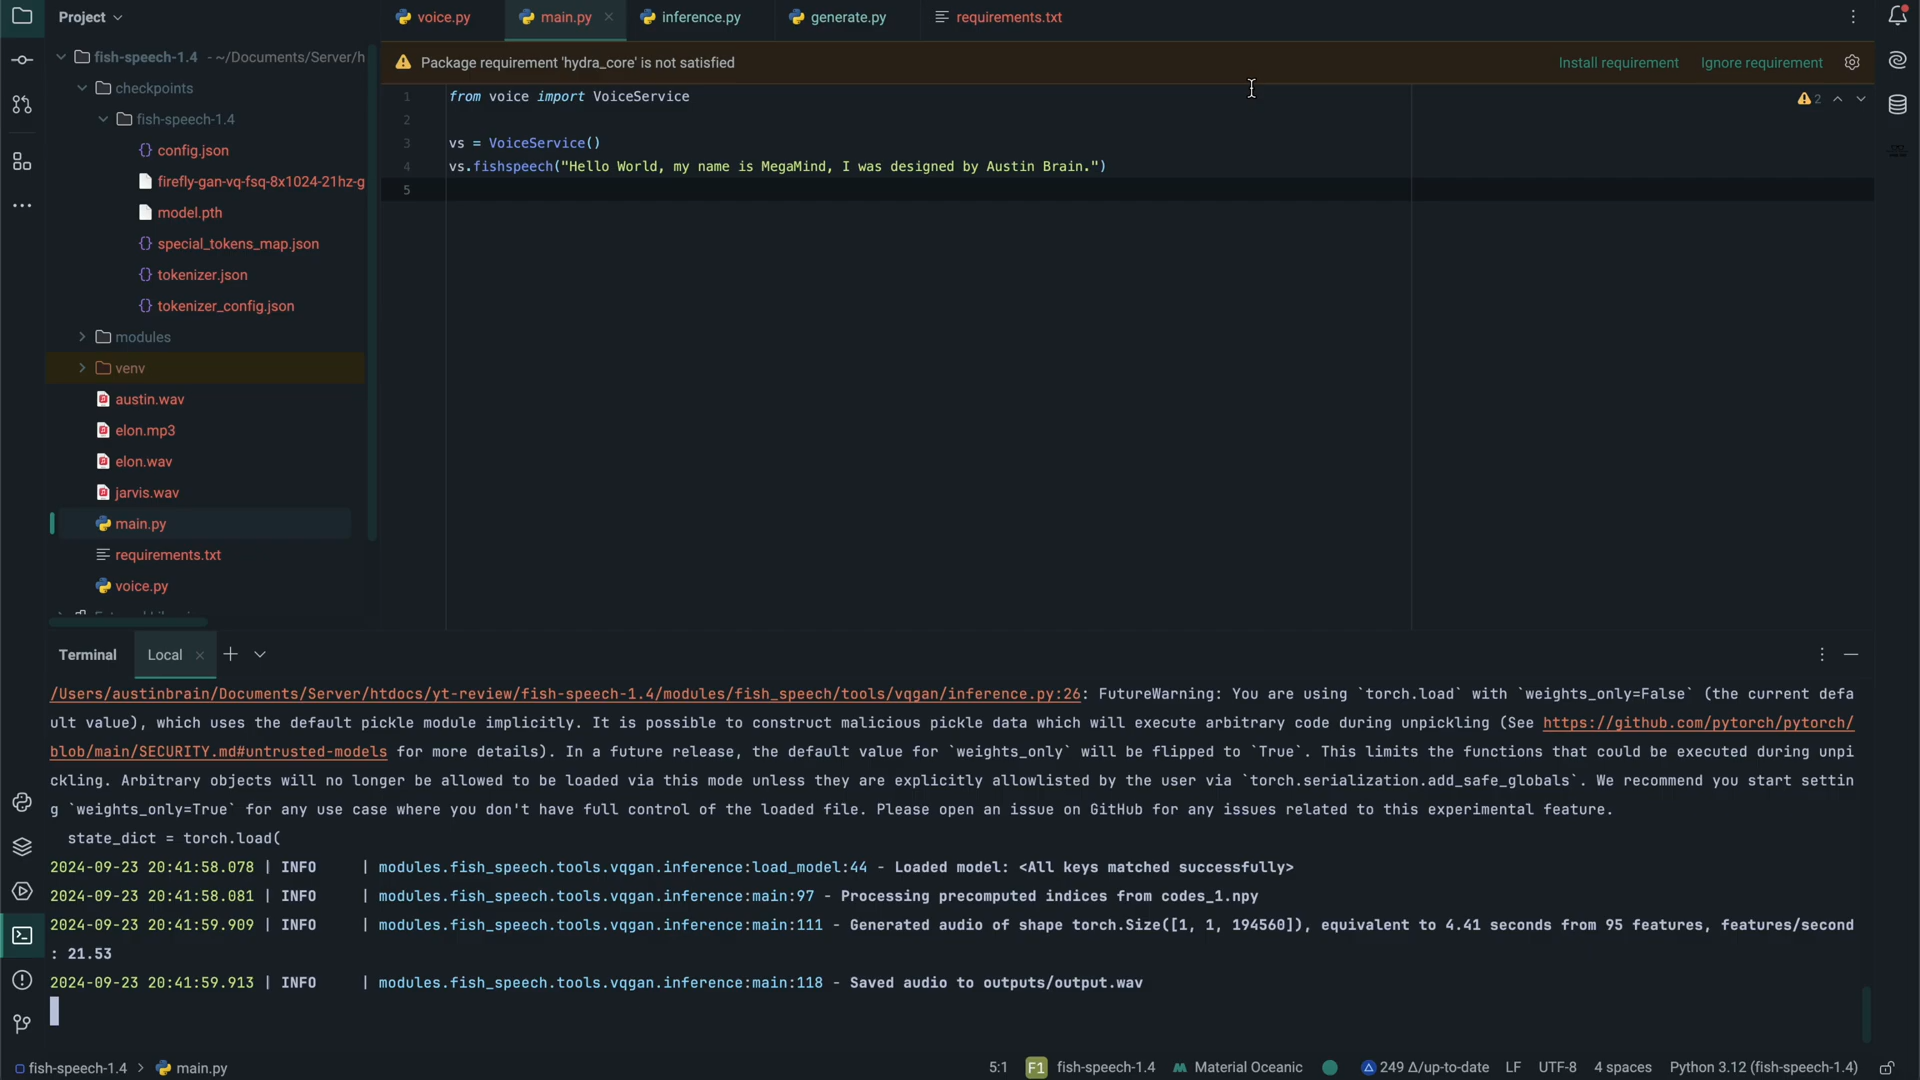 Project
voice.py
main.py
inference.py
generate.py
requirements.txt
fish-speech-1.4 - ~/Documents/Server/h
checkpoints
fish-speech-1.4
config.json
firefly-gan-vq-fsq-8x1024-21hz-g
model.pth
special_tokens_map.json
tokenizer.json
tokenizer_config.json
modules
venv
austin.wav
elon.mp3
elon.wav
jarvis.wav
main.py
requirements.txt
voice.py
Package requirement 'hydra_core' is not satisfied
Install requirement
Ignore requirement
2
1 from voice import VoiceService
2
3 vs = VoiceService()
4 vs.fishspeech("Hello World, my name is MegaMind, I was designed by Austin Brain.")
5
Terminal
Local
/Users/austinbrain/Documents/Server/htdocs/yt-review/fish-speech-1.4/modules/fish_speech/tools/vqgan/inference.py:26: FutureWarning: You are using `torch.load` with `weights_only=False` (the current defa
ult value), which uses the default pickle module implicitly. It is possible to construct malicious pickle data which will execute arbitrary code during unpickling (See https://github.com/pytorch/pytorch/
blob/main/SECURITY.md#untrusted-models for more details). In a future release, the default value for `weights_only` will be flipped to `True`. This limits the functions that could be executed during unpi
ckling. Arbitrary objects will no longer be allowed to be loaded via this mode unless they are explicitly allowlisted by the user via `torch.serialization.add_safe_globals`. We recommend you start settin
g `weights_only=True` for any use case where you don't have full control of the loaded file. Please open an issue on GitHub for any issues related to this experimental feature.
state_dict = torch.load(
2024-09-23 20:41:58.078 | INFO     | modules.fish_speech.tools.vqgan.inference:load_model:44 - Loaded model: <All keys matched successfully>
2024-09-23 20:41:58.081 | INFO     | modules.fish_speech.tools.vqgan.inference:main:97 - Processing precomputed indices from codes_1.npy
2024-09-23 20:41:59.909 | INFO     | modules.fish_speech.tools.vqgan.inference:main:111 - Generated audio of shape torch.Size([1, 1, 194560]), equivalent to 4.41 seconds from 95 features, features/second
: 21.53
2024-09-23 20:41:59.913 | INFO     | modules.fish_speech.tools.vqgan.inference:main:118 - Saved audio to outputs/output.wav
fish-speech-1.4 > main.py
5:1
F1 fish-speech-1.4
Material Oceanic
249 Δ/up-to-date
LF
UTF-8
4 spaces
Python 3.12 (fish-speech-1.4)